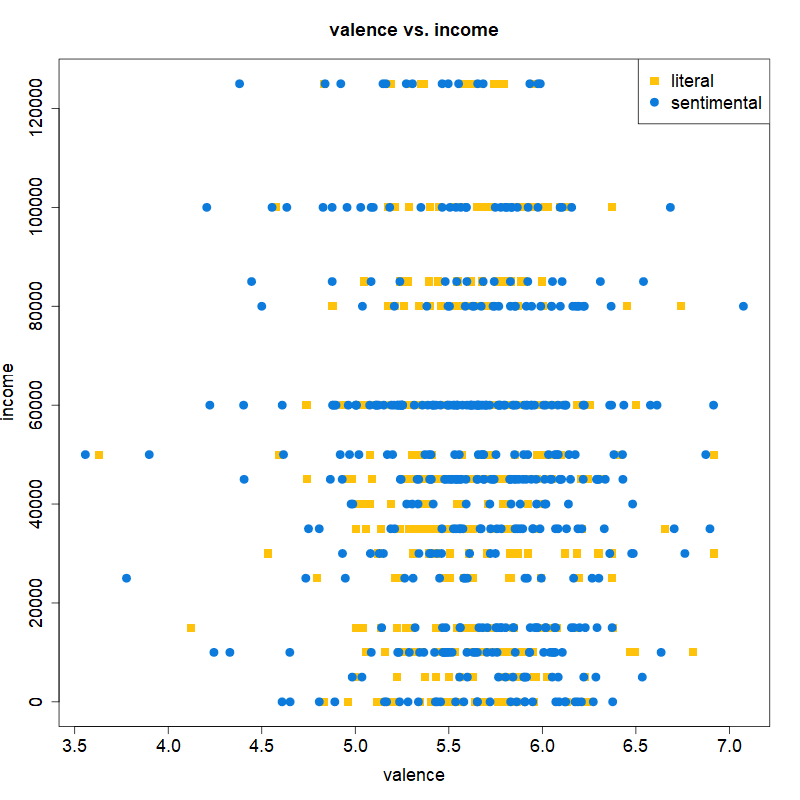 valence vs. income
literal
sentimental
120000
100000
80000
60000
40000
20000
0
income
3.5 4.0 4.5 5.0 5.5 6.0 6.5 7.0
valence